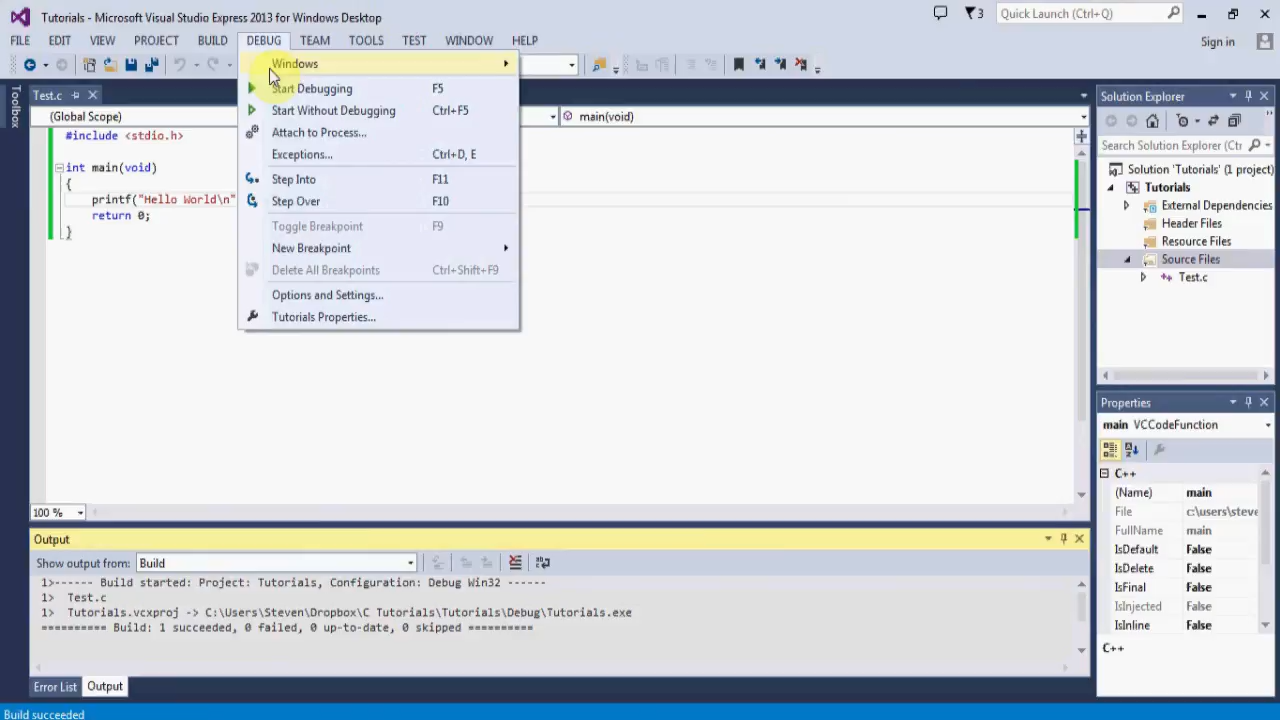 Tutorials - Microsoft Visual Studio Express 2013 for Windows Desktop
3
Quick Launch (Ctrl+Q)
FILE EDIT VIEW PROJECT BUILD DEBUG TEAM TOOLS TEST WINDOW HELP
Sign in
Windows
Start Debugging F5
Start Without Debugging Ctrl+F5
Attach to Process...
Exceptions... Ctrl+D, E
Step Into F11
Step Over F10
Toggle Breakpoint F9
New Breakpoint
Delete All Breakpoints Ctrl+Shift+F9
Options and Settings...
Tutorials Properties...
Toolbox
Test.c
(Global Scope)
main(void)
#include <stdio.h>
int main(void)
{
printf("Hello World\n"
return 0;
}
100 %
Solution Explorer
Search Solution Explorer (Ctr
Solution 'Tutorials' (1 project)
Tutorials
External Dependencies
Header Files
Resource Files
Source Files
Test.c
Properties
main VCCodeFunction
C++
(Name) main
File c:\users\steve
FullName main
IsDefault False
IsDelete False
IsFinal False
IsInjected False
IsInline False
C++
Output
Show output from: Build
1>------ Build started: Project: Tutorials, Configuration: Debug Win32 ------
1> Test.c
1> Tutorials.vcxproj -> C:\Users\Steven\Dropbox\C Tutorials\Tutorials\Debug\Tutorials.exe
========== Build: 1 succeeded, 0 failed, 0 up-to-date, 0 skipped ==========
Error List Output
Build succeeded